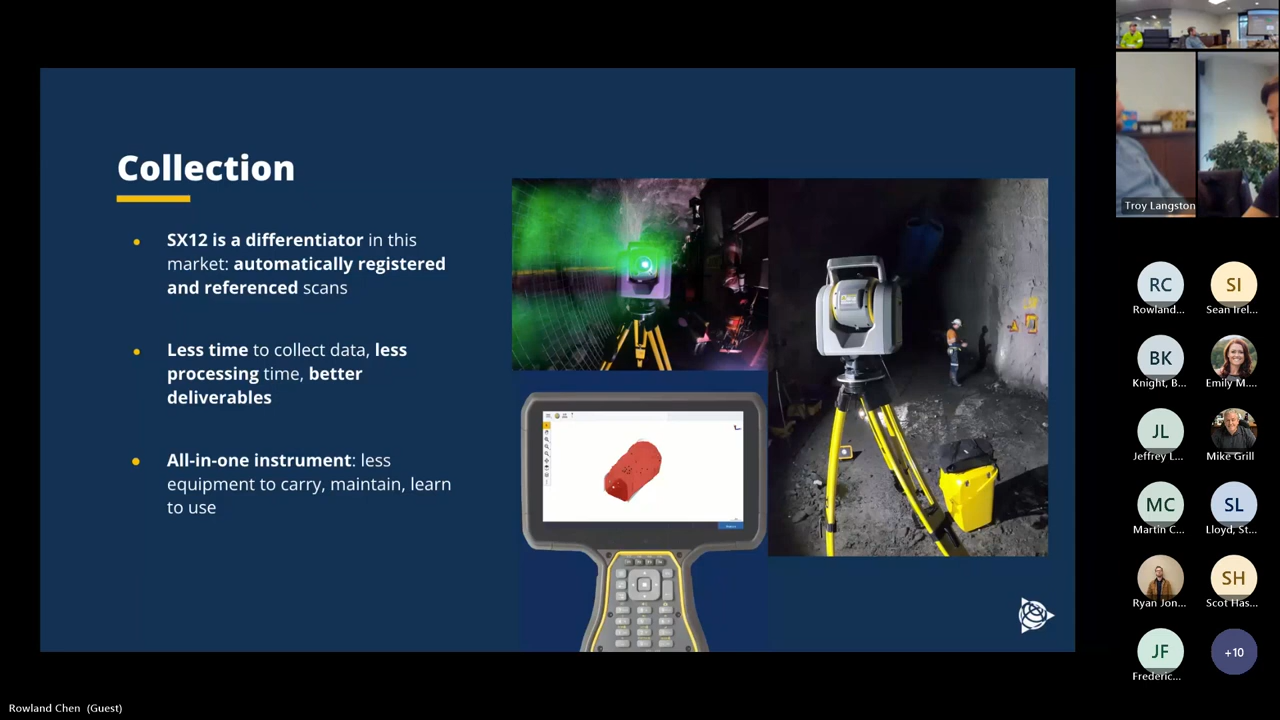 Collection
SX12 is a differentiator in this
market: automatically registered
and referenced scans
Less time to collect data, less
processing time, better
deliverables
All-in-one instrument: less
equipment to carry, maintain, learn
to use
Troy Langston
RC
Rowland...
SI
Sean Irel...
BK
Knight, B...
Emily M....
JL
Jeffrey L...
Mike Grill
MC
Martin C...
SL
Lloyd, St...
Ryan Jon...
SH
Scot Has...
JF
Frederic...
+10
Rowland Chen (Guest)